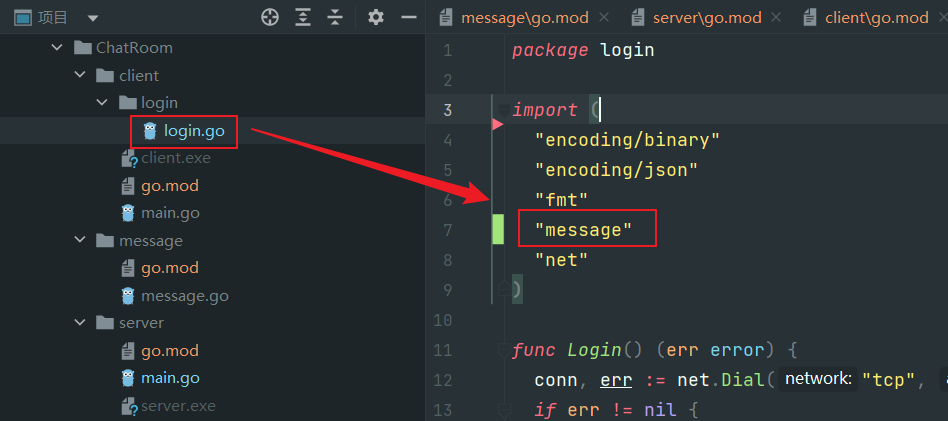 项目
ChatRoom
client
login
login.go
client.exe
go.mod
main.go
message
go.mod
message.go
server
go.mod
main.go
server.exe
message\go.mod
server\go.mod
client\go.mod
1 package login
2
3 import (
4 "encoding/binary"
5 "encoding/json"
6 "fmt"
7 "message"
8 "net"
9 )
10
11 func Login() (err error) {
12 conn, err := net.Dial( network: "tcp",
13 if err != nil {